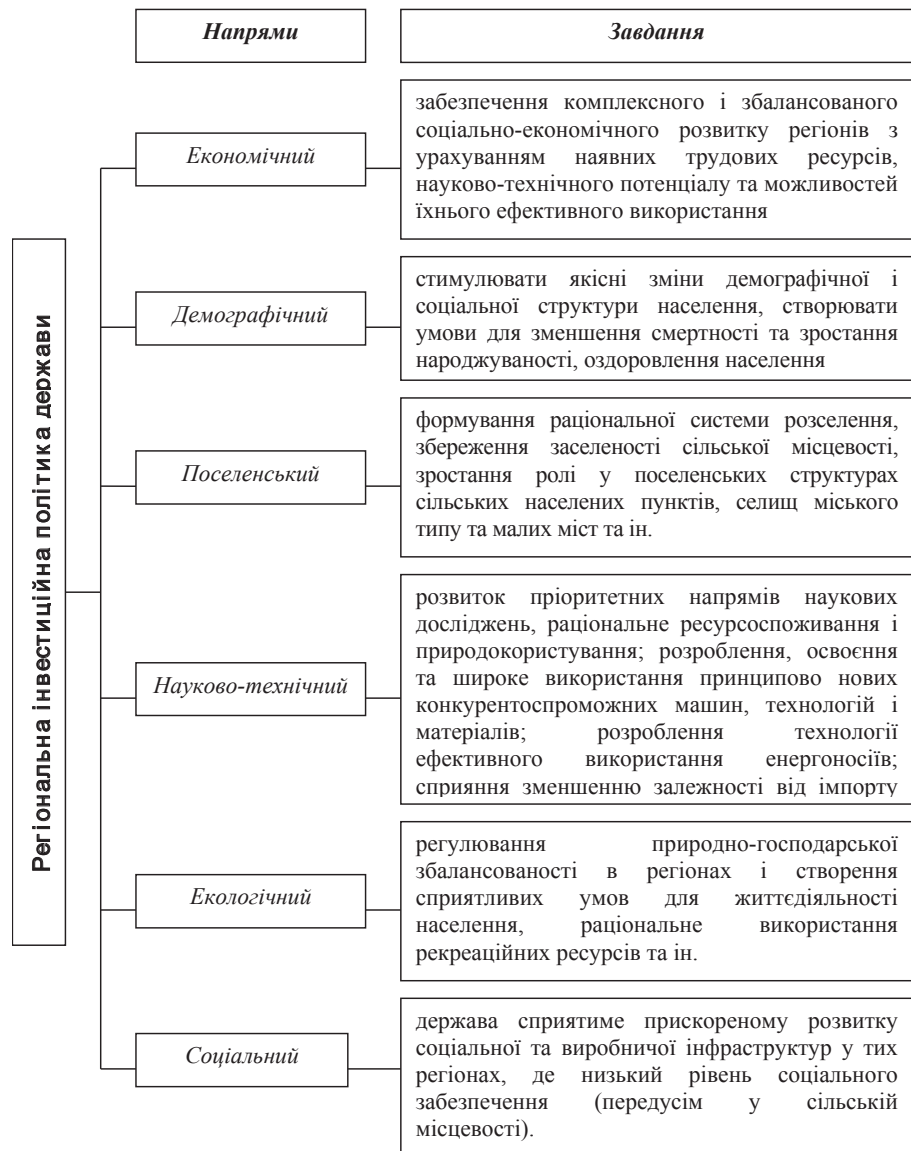 Напрями
Завдання
Регіональна інвестиційна політика держави
Економічний
забезпечення комплексного і збалансованого
соціально-економічного розвитку регіонів з
урахуванням наявних трудових ресурсів,
науково-технічного потенціалу та можливостей
їхнього ефективного використання
Демографічний
стимулювати якісні зміни демографічної і
соціальної структури населення, створювати
умови для зменшення смертності та зростання
народжуваності, оздоровлення населення
Поселенський
формування раціональної системи розселення,
збереження заселеності сільської місцевості,
зростання ролі у поселенських структурах
сільських населених пунктів, селищ міського
типу та малих міст та ін.
Науково-технічний
розвиток пріоритетних напрямів наукових
досліджень, раціональне ресурсоспоживання і
природокористування; розроблення, освоєння
та широке використання принципово нових
конкурентоспроможних машин, технологій і
матеріалів; розроблення технології
ефективного використання енергоносіїв;
сприяння зменшенню залежності від імпорту
Екологічний
регулювання природно-господарської
збалансованості в регіонах і створення
сприятливих умов для життєдіяльності
населення, раціональне використання
рекреаційних ресурсів та ін.
Соціальний
держава сприятиме прискореному розвитку
соціальної та виробничої інфраструктур у тих
регіонах, де низький рівень соціального
забезпечення (передусім у сільській
місцевості).